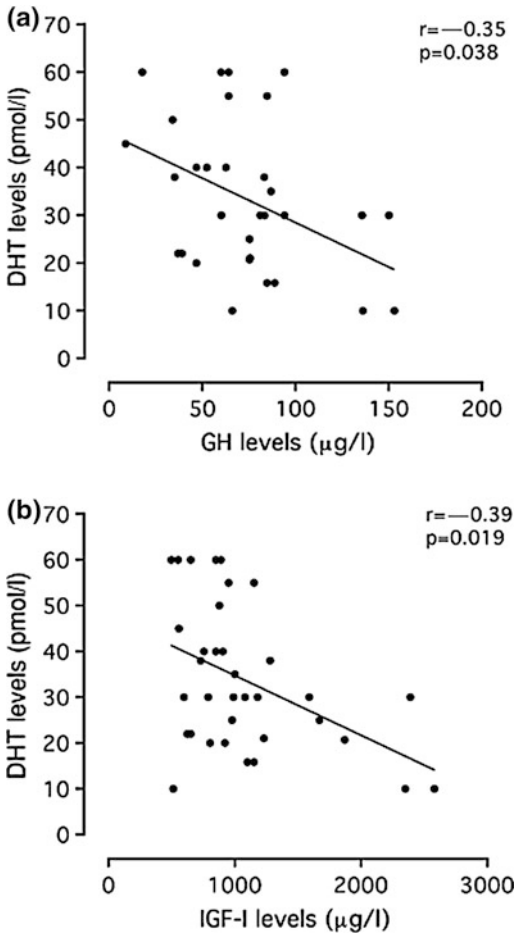 (a)
r=—0.35
p=0.038
DHT levels (pmol/l)
70
60
50
40
30
20
10
0
0 50 100 150 200
GH levels (µg/l)
(b)
r=—0.39
p=0.019
DHT levels (pmol/l)
70
60
50
40
30
20
10
0
0 1000 2000 3000
IGF-I levels (µg/l)